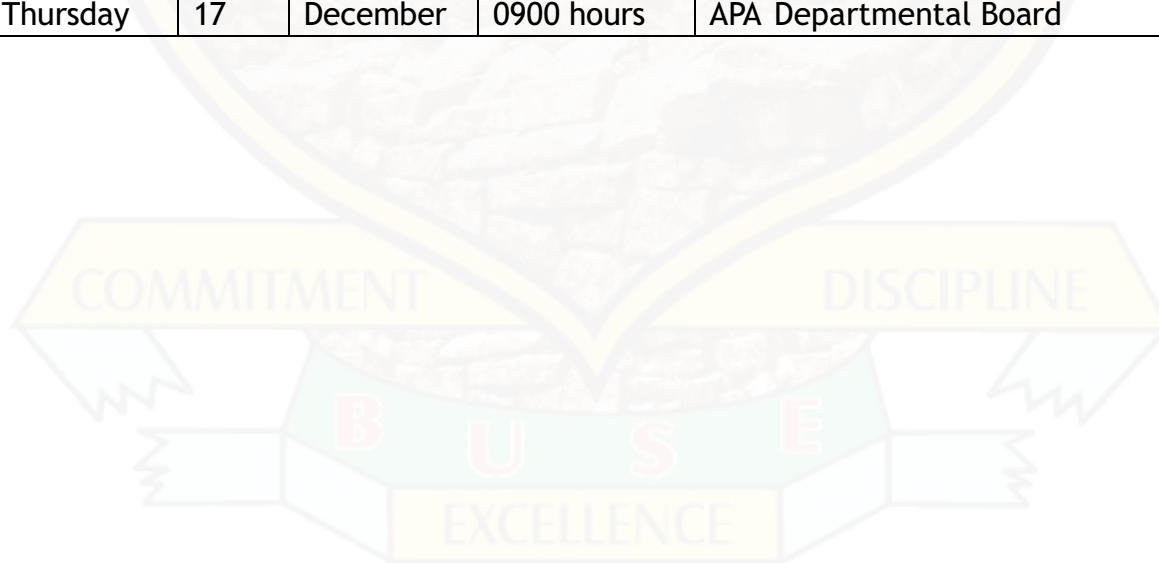 Thursday 17 December 0900 hours APA Departmental Board
COMMITMENT DISCIPLINE
B U S E
EXCELLENCE